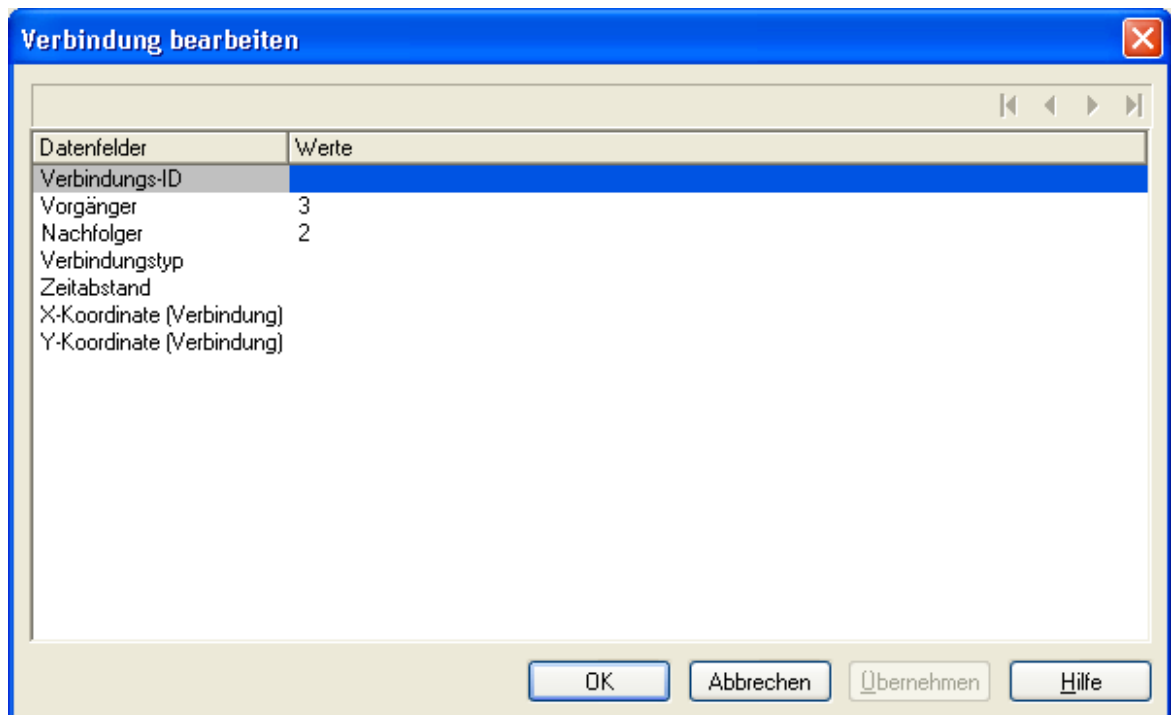 Verbindung bearbeiten
Datenfelder Werte
Verbindungs-ID
Vorgänger 3
Nachfolger 2
Verbindungstyp
Zeitabstand
X-Koordinate (Verbindung)
Y-Koordinate (Verbindung)
OK Abbrechen Übernehmen Hilfe